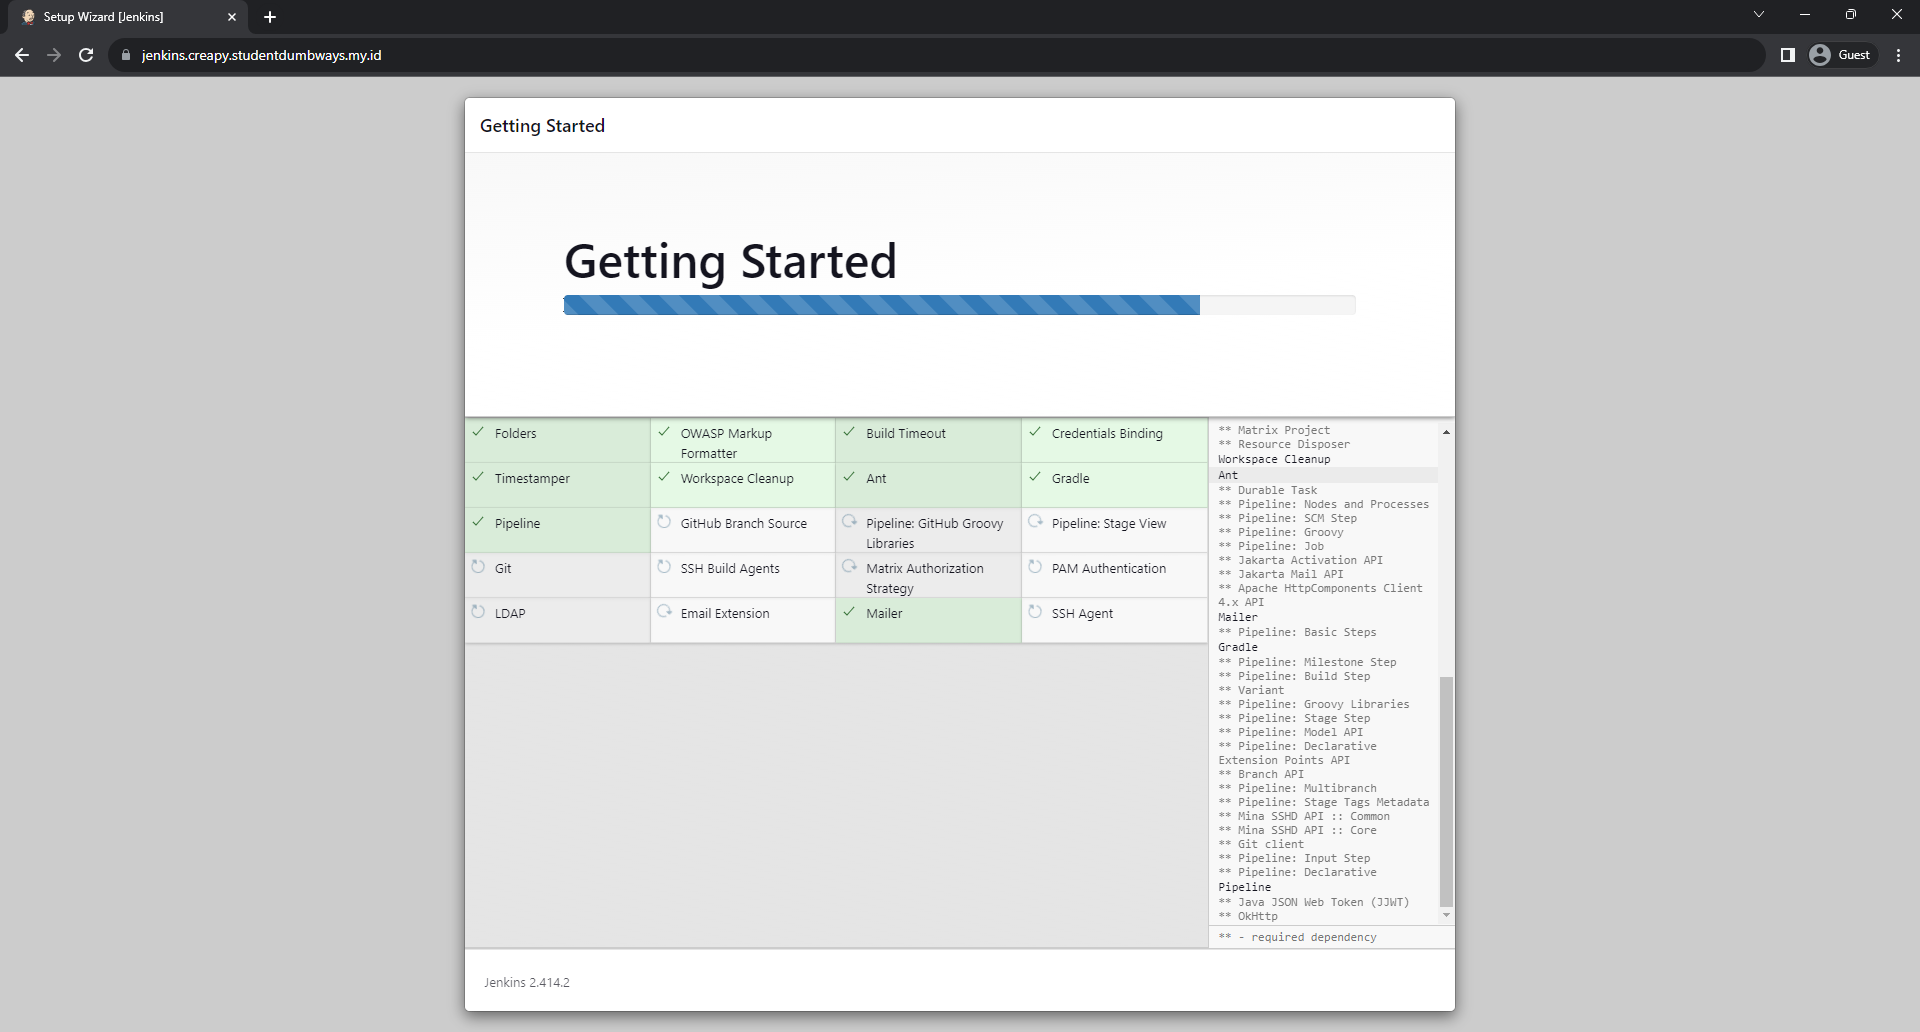 Setup Wizard [Jenkins]
jenkins.creapy.studentdumbways.my.id
Guest
Getting Started
Getting Started
Folders
OWASP Markup
Formatter
Build Timeout
Credentials Binding
Timestamper
Workspace Cleanup
Ant
Gradle
Pipeline
GitHub Branch Source
Pipeline: GitHub Groovy
Libraries
Pipeline: Stage View
Git
SSH Build Agents
Matrix Authorization
Strategy
PAM Authentication
LDAP
Email Extension
Mailer
SSH Agent
** Matrix Project
** Resource Disposer
Workspace Cleanup
Ant
** Durable Task
** Pipeline: Nodes and Processes
** Pipeline: SCM Step
** Pipeline: Groovy
** Pipeline: Job
** Jakarta Activation API
** Jakarta Mail API
** Apache HttpComponents Client
4.x API
Mailer
** Pipeline: Basic Steps
Gradle
** Pipeline: Milestone Step
** Pipeline: Build Step
** Variant
** Pipeline: Groovy Libraries
** Pipeline: Stage Step
** Pipeline: Model API
** Pipeline: Declarative
Extension Points API
** Branch API
** Pipeline: Multibranch
** Pipeline: Stage Tags Metadata
** Mina SSHD API :: Common
** Mina SSHD API :: Core
** Git client
** Pipeline: Input Step
** Pipeline: Declarative
Pipeline
** Java JSON Web Token (JJWT)
** OkHttp
** - required dependency
Jenkins 2.414.2